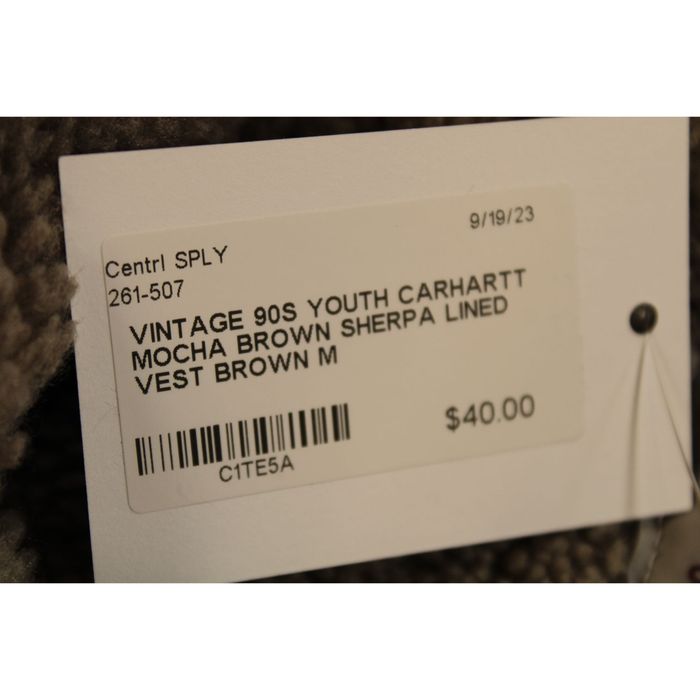 9/19/23
Centrl SPLY
261-507
VINTAGE 90S YOUTH CARHARTT
MOCHA BROWN SHERPA LINED
VEST BROWN M
$40.00
C1TE5A